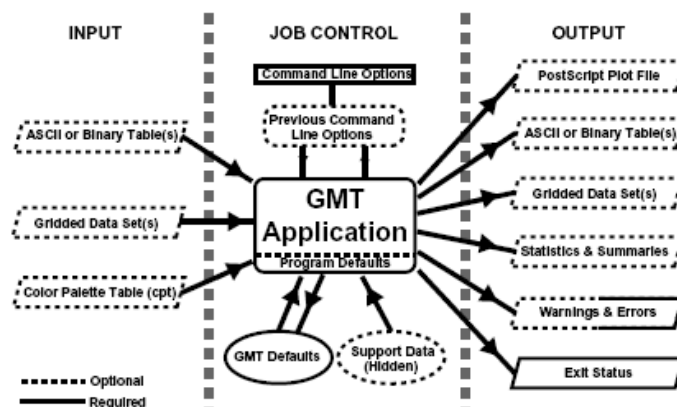 INPUT
ASCII or Binary Table(s)
Gridded Data Set(s)
Color Palette Table (cpt)
Optional
Required
JOB CONTROL
Command Line Options
Previous Command
Line Options
GMT
Application
Program Defaults
GMT Defaults
Support Data
(Hidden)
OUTPUT
PostScript Plot File
ASCII or Binary Table(s)
Gridded Data Set(s)
Statistics & Summaries
Warnings & Errors
Exit Status